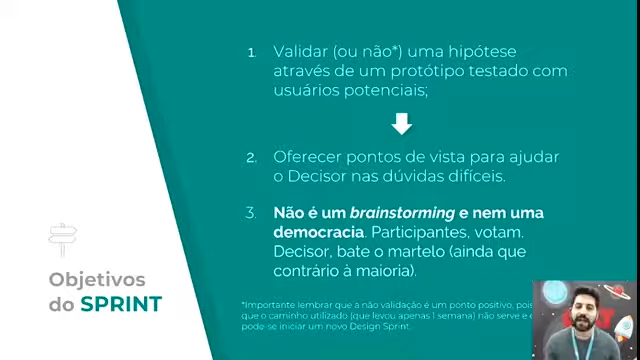 1. Validar (ou não*) uma hipótese
através de um protótipo testado com
usuários potenciais;
2. Oferecer pontos de vista para ajudar
o Decisor nas dúvidas difíceis.
3. Não é um brainstorming e nem uma
democracia. Participantes, votam.
Decisor, bate o martelo (ainda que
contrário à maioria).
Objetivos
do SPRINT
*Importante lembrar que a não validação é um ponto positivo, pois
que o caminho utilizado (que levou apenas 1 semana) não serve e
pode-se iniciar um novo Design Sprint.